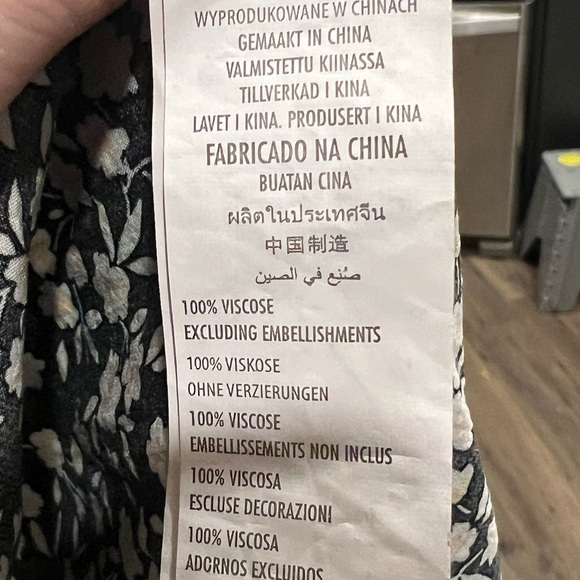 WYPRODUKOWANE W CHINACH
GEMAAKT IN CHINA
VALMISTETTU KIINASSA
TILLVERKAD I KINA
LAVET I KINA. PRODUSERT I KINA
FABRICADO NA CHINA
BUATAN CINA
ผลิตในประเทศจีน
中国制造
صُنِع في الصين
100% VISCOSE
EXCLUDING EMBELLISHMENTS
100% VISKOSE
OHNE VERZIERUNGEN
100% VISCOSE
EMBELLISSEMENTS NON INCLUS
100% VISCOSA
ESCLUSE DECORAZIONI
100% VISCOSA
ADORNOS EXCLUIDOS